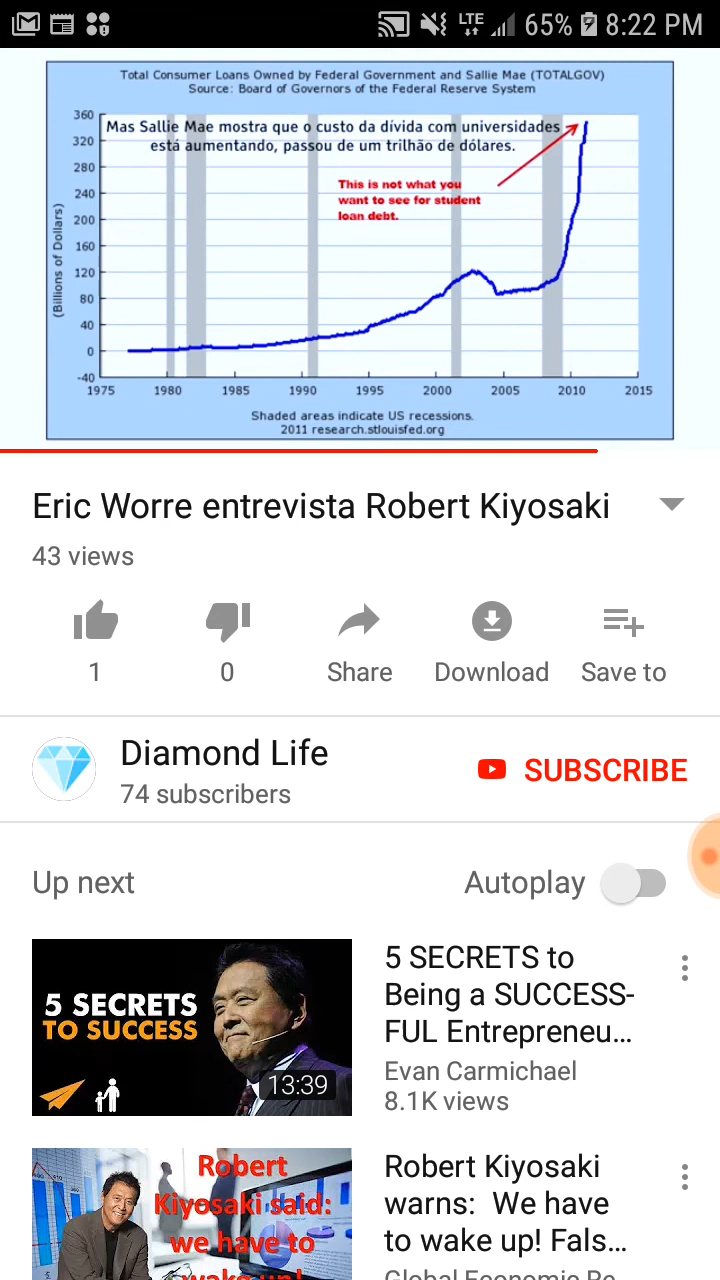 LTE
65%
8:22 PM
Total Consumer Loans Owned by Federal Government and Sallie Mae (TOTALGOV)
Source: Board of Governors of the Federal Reserve System
Mas Sallie Mae mostra que o custo da dívida com universidades
está aumentando, passou de um trilhão de dólares.
This is not what you
want to see for student
loan debt.
(Billions of Dollars)
360
320
280
240
200
160
120
80
40
0
-40
1975 1980 1985 1990 1995 2000 2005 2010 2015
Shaded areas indicate US recessions.
2011 research.stlouisfed.org
Eric Worre entrevista Robert Kiyosaki
43 views
1 0 Share Download Save to
Diamond Life
74 subscribers
SUBSCRIBE
Up next
Autoplay
5 SECRETS
TO SUCCESS
13:39
5 SECRETS to
Being a SUCCESS-
FUL Entrepreneu...
Evan Carmichael
8.1K views
Robert
Kiyosaki said:
we have to
wake up!
Robert Kiyosaki
warns: We have
to wake up! Fals...
Global Economic Re